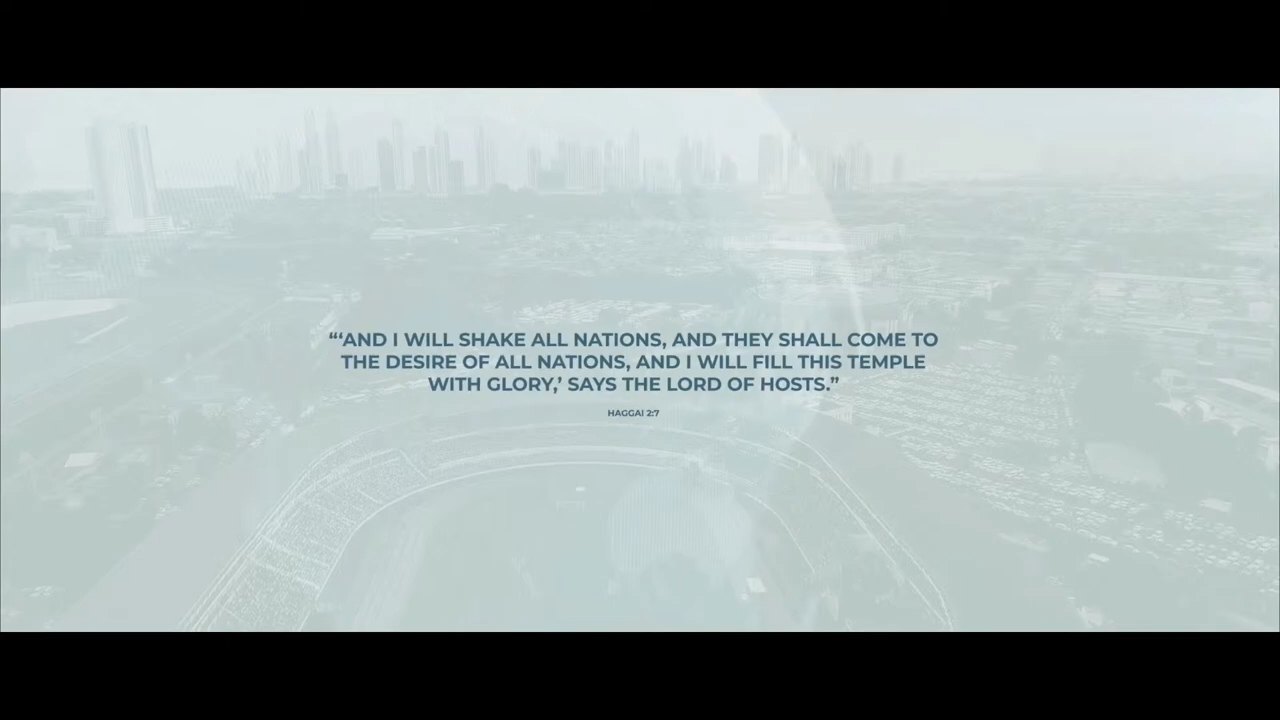 “‘AND I WILL SHAKE ALL NATIONS, AND THEY SHALL COME TO
THE DESIRE OF ALL NATIONS, AND I WILL FILL THIS TEMPLE
WITH GLORY,’ SAYS THE LORD OF HOSTS.”
HAGGAI 2:7